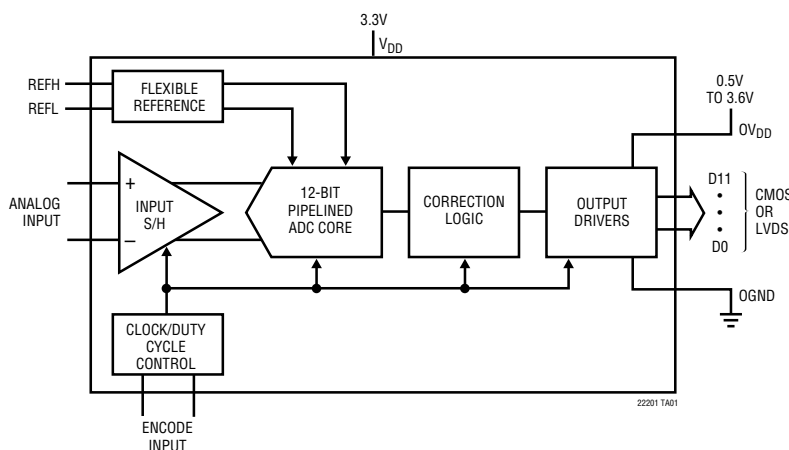 3.3V
VDD
REFH
REFL
FLEXIBLE
REFERENCE
0.5V
TO 3.6V
OVDD
ANALOG
INPUT
+
–
INPUT
S/H
12-BIT
PIPELINED
ADC CORE
CORRECTION
LOGIC
OUTPUT
DRIVERS
D11
•
•
•
D0
CMOS
OR
LVDS
OGND
CLOCK/DUTY
CYCLE
CONTROL
22201 TA01
ENCODE
INPUT